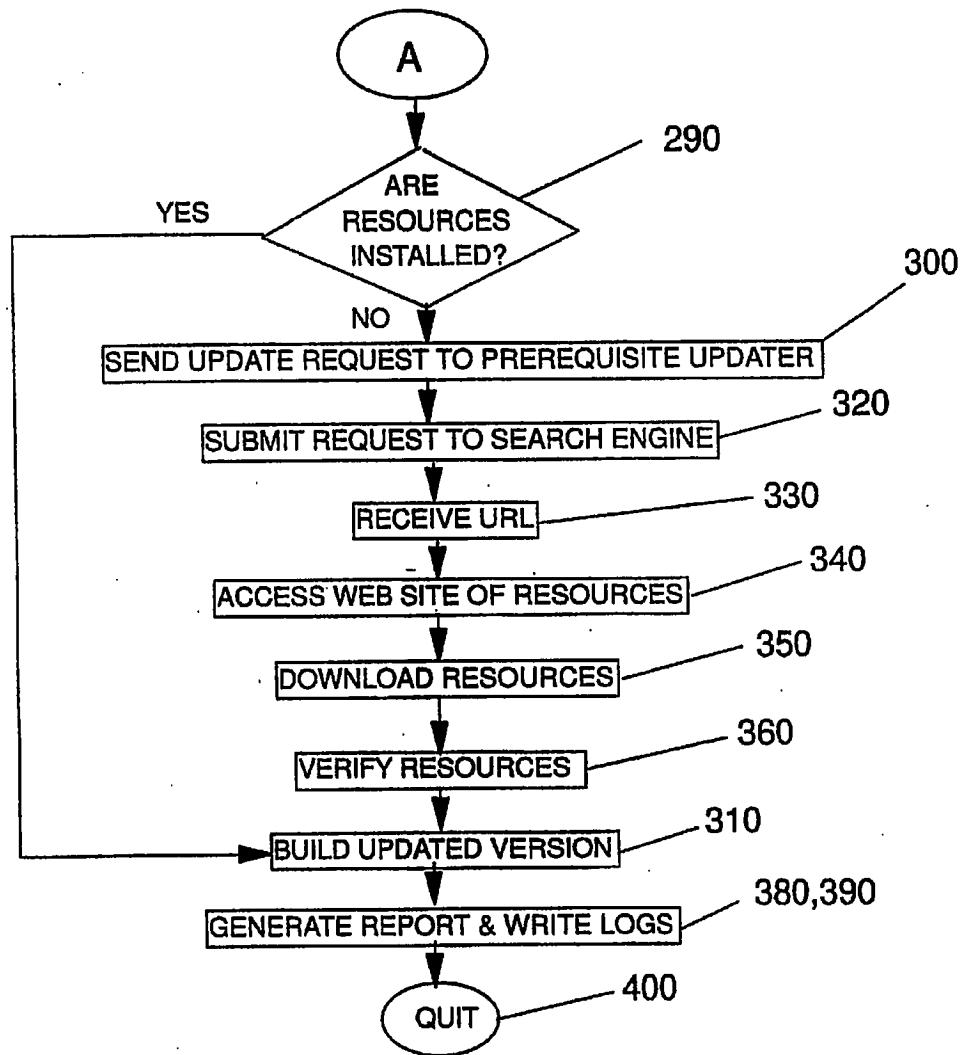 A
290
ARE
RESOURCES
INSTALLED?
YES
300
NO
SEND UPDATE REQUEST TO PREREQUISITE UPDATER
320
SUBMIT REQUEST TO SEARCH ENGINE
330
RECEIVE URL
340
ACCESS WEB SITE OF RESOURCES
350
DOWNLOAD RESOURCES
360
VERIFY RESOURCES
310
BUILD UPDATED VERSION
380,390
GENERATE REPORT & WRITE LOGS
400
QUIT